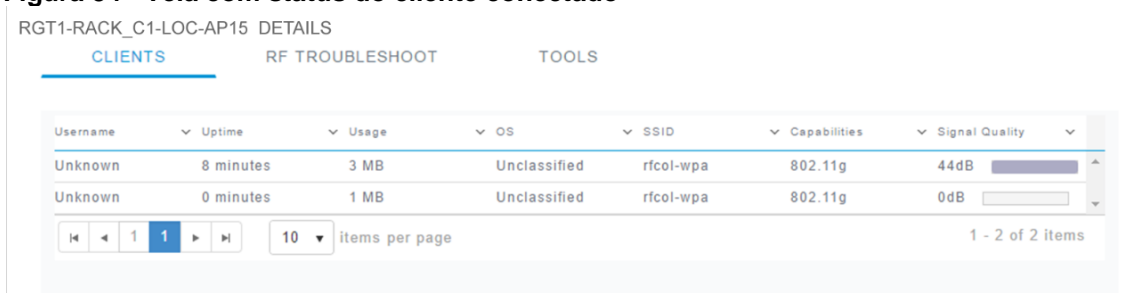 RGT1-RACK_C1-LOC-AP15 DETAILS
CLIENTS RF TROUBLESHOOT TOOLS
Username Uptime Usage OS SSID Capabilities Signal Quality
Unknown 8 minutes 3 MB Unclassified rfcol-wpa 802.11g 44dB
Unknown 0 minutes 1 MB Unclassified rfcol-wpa 802.11g 0dB
1 1 10 items per page 1 - 2 of 2 items